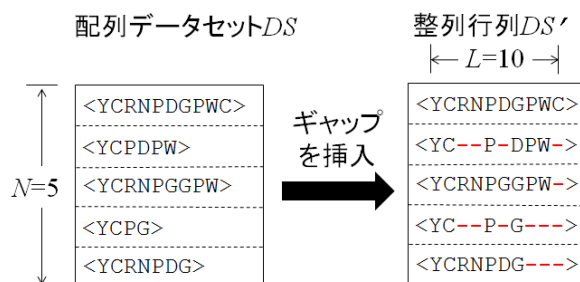 配列データセットDS
整列行列DS′
L=10
<YCRNPDGPWC>
<YCPDPW>
<YCRNPGGPW>
<YCPG>
<YCRNPDG>
N=5
ギャップ
を挿入
<YCRNPDGPWC>
<YC--P-DPW->
<YCRNPGGPW->
<YC--P-G--->
<YCRNPDG--->